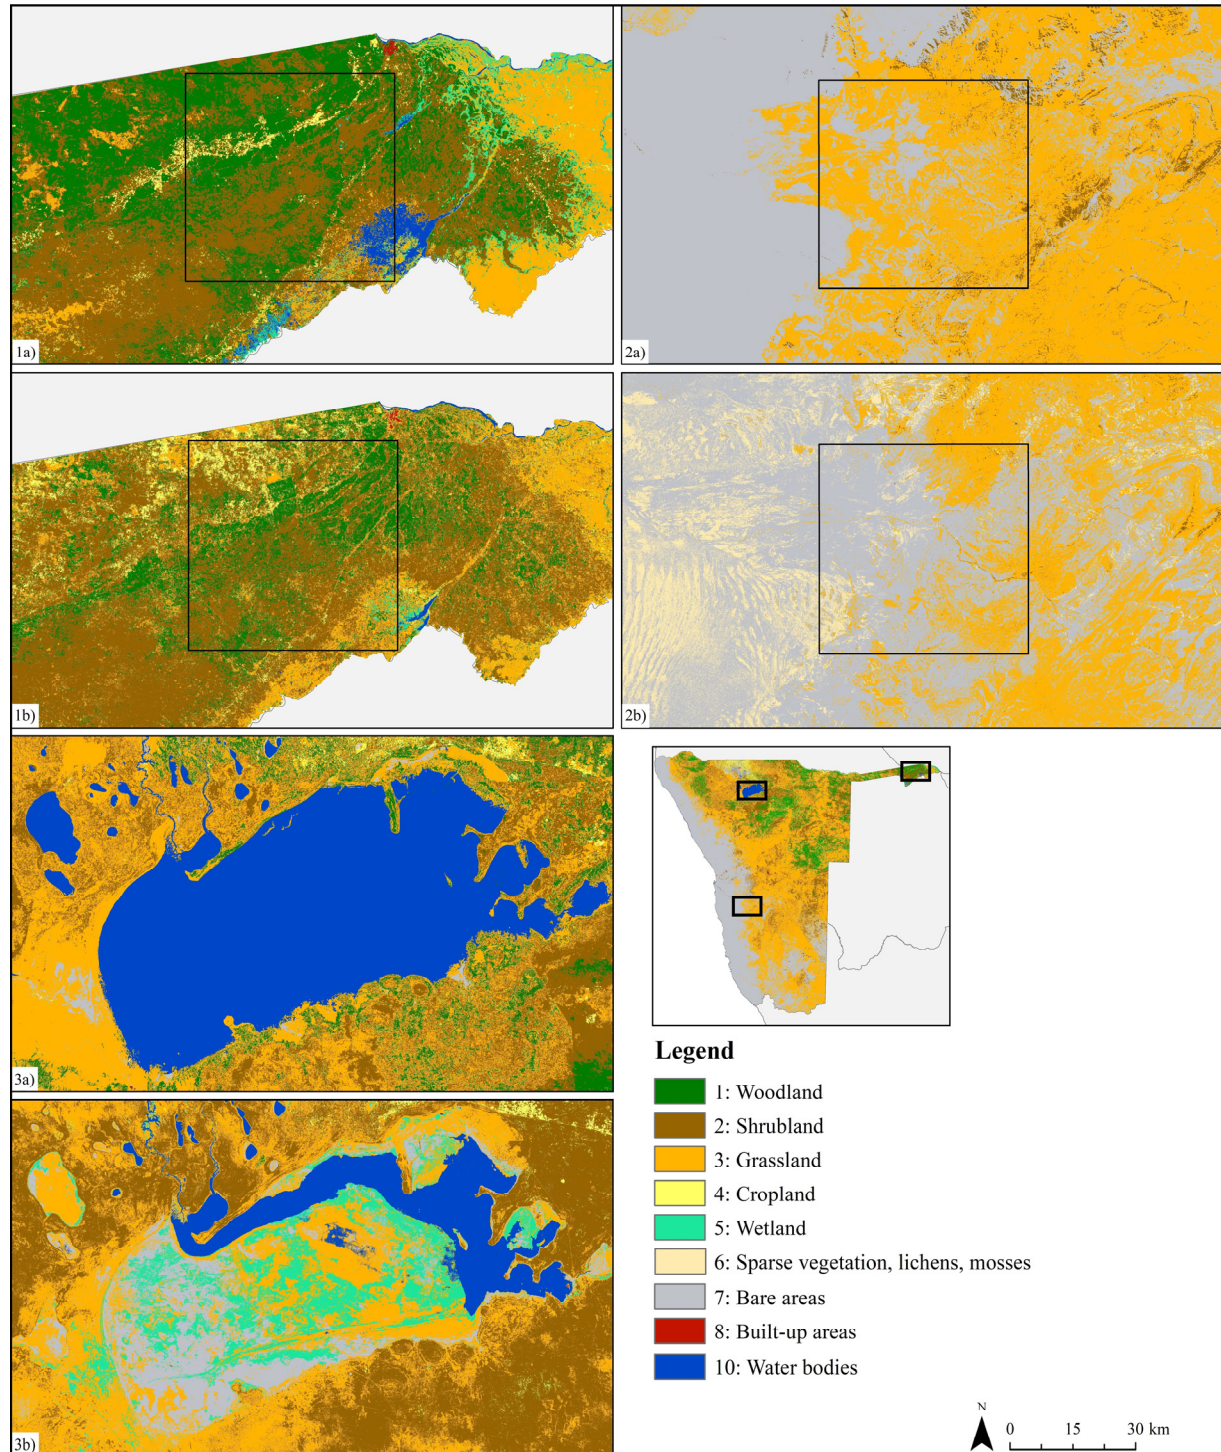 1a)
2a)
1b)
2b)
3a)
3b)
Legend
1: Woodland
2: Shrubland
3: Grassland
4: Cropland
5: Wetland
6: Sparse vegetation, lichens, mosses
7: Bare areas
8: Built-up areas
10: Water bodies
N
0 15 30 km